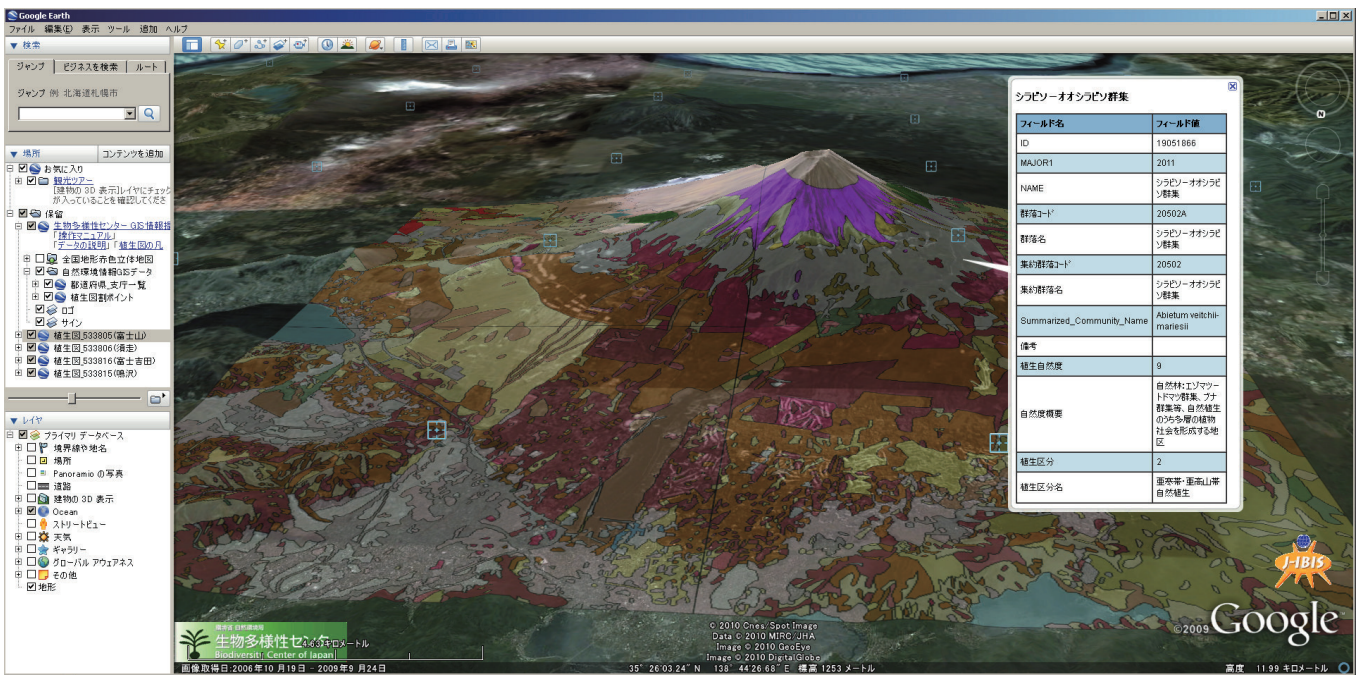 Google Earth
ファイル 編集(E) 表示 ツール 追加 ヘルプ
▼ 検索
ジャンプ ビジネスを検索 ルート
ジャンプ 例: 北海道札幌市
▼ 場所 コンテンツを追加
お気に入り
観光ツアー
[建物の 3D 表示]レイヤにチェック
が入っていることを確認してくださ
保留
生物多様性センター GIS情報提
「操作マニュアル」
「データの説明」「植生図の凡
全国地形赤色立体地図
自然環境情報GISデータ
都道府県_支庁一覧
植生図割ポイント
ロゴ
サイン
植生図_533805(富士山)
植生図_533806(須走)
植生図_533816(富士吉田)
植生図_533815(鳴沢)
▼ レイヤ
プライマリ データベース
境界線や地名
場所
Panoramio の写真
道路
建物の 3D 表示
Ocean
ストリートビュー
天気
ギャラリー
グローバル アウェアネス
その他
地形
シラビソーオオシラビソ群集
フィールド名 フィールド値
ID 19051866
MAJOR1 2011
NAME シラビソーオオシラビ
ソ群集
群落コード 20502A
群落名 シラビソーオオシラビ
ソ群集
集約群落コード 20502
集約群落名 シラビソーオオシラビ
ソ群集
Summarized_Community_Name Abietum veitchii-
mariesii
備考
植生自然度 9
自然度概要 自然林:エゾマツー
トドマツ群集、ブナ
群集等、自然植生
のうち多層の植物
社会を形成する地
区
植生区分 2
植生区分名 亜寒帯・亜高山帯
自然植生
N
J-IBIS
©2009 Google
環境省 自然環境局
生物多様性センター
Biodiversity Center of Japan
4.63 キロメートル
© 2010 Cnes/Spot Image
Data © 2010 MIRC/JHA
Image © 2010 GeoEye
Image © 2010 DigitalGlobe
画像取得日:2006年10月19日 - 2009年9月24日
35° 26'03.24" N 138° 44'26.68" E 標高 1253 メートル
高度 11.99 キロメートル